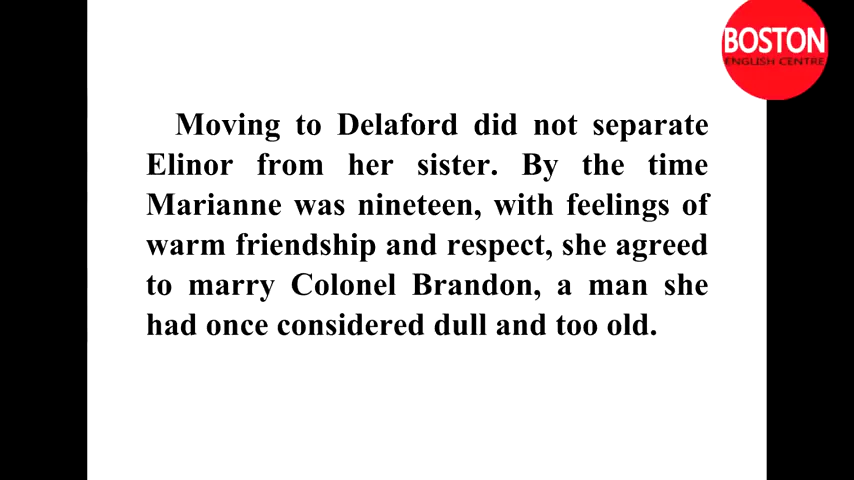 BOSTON
ENGLISH CENTRE
Moving to Delaford did not separate
Elinor from her sister. By the time
Marianne was nineteen, with feelings of
warm friendship and respect, she agreed
to marry Colonel Brandon, a man she
had once considered dull and too old.